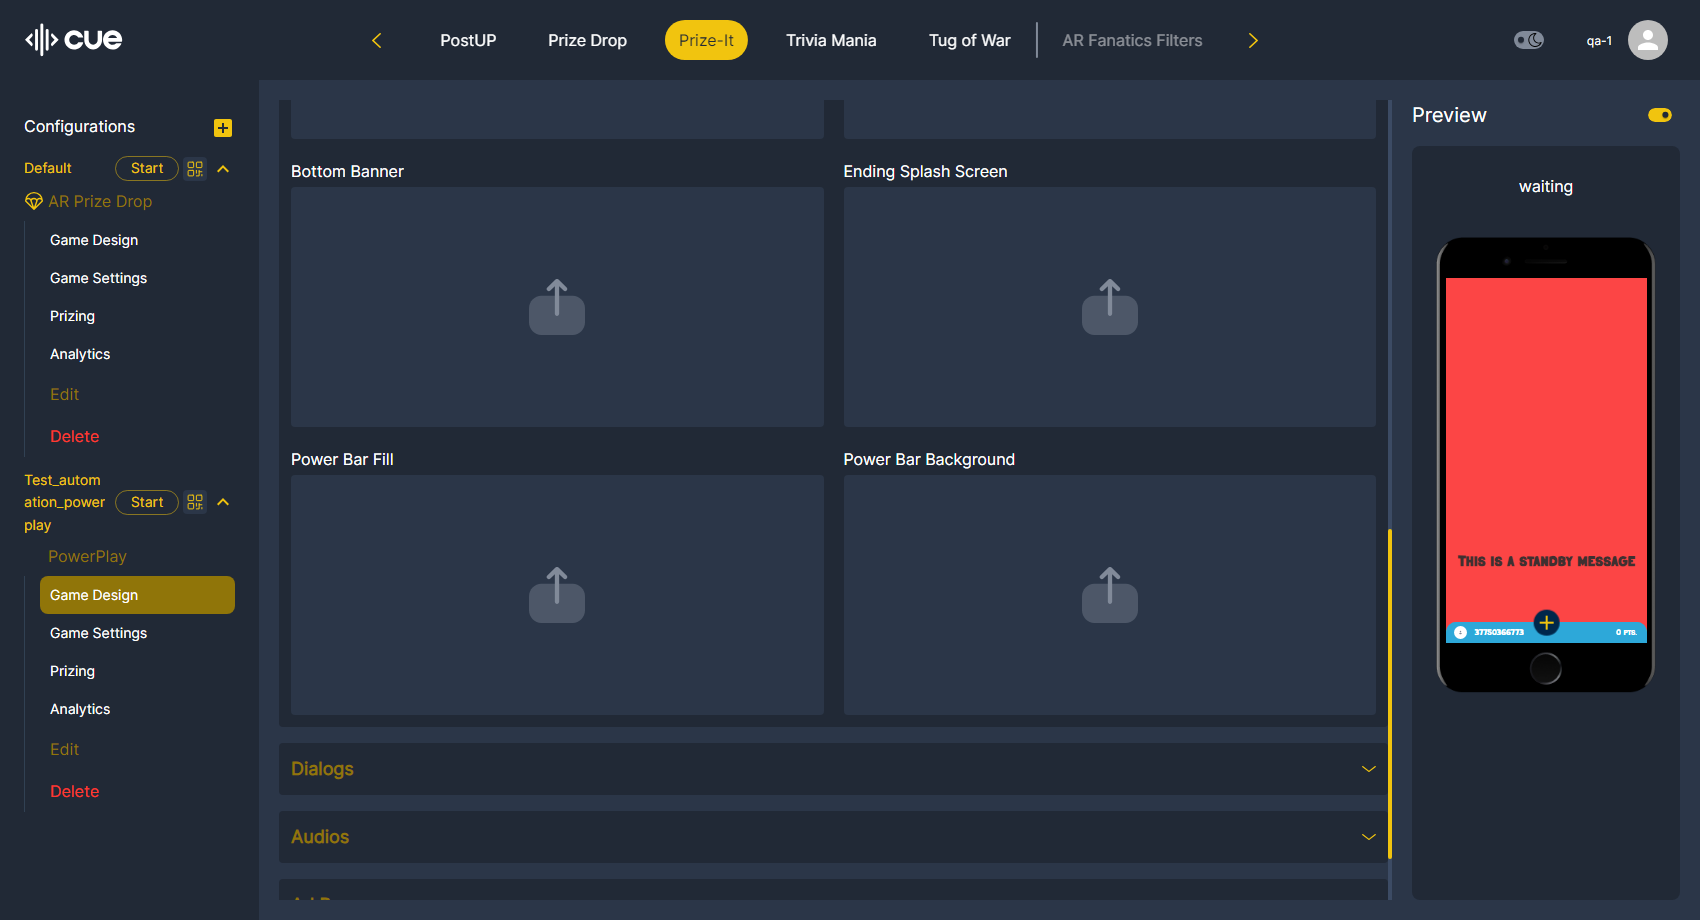 cue
PostUP
Prize Drop
Prize-It
Trivia Mania
Tug of War
AR Fanatics Filters
qa-1
Configurations
Default
Start
AR Prize Drop
Game Design
Game Settings
Prizing
Analytics
Edit
Delete
Test_autom
ation_power
play
Start
PowerPlay
Game Design
Game Settings
Prizing
Analytics
Edit
Delete
Bottom Banner
Ending Splash Screen
Power Bar Fill
Power Bar Background
Dialogs
Audios
Preview
waiting
This is a standby message
37750366773
0 PTS.